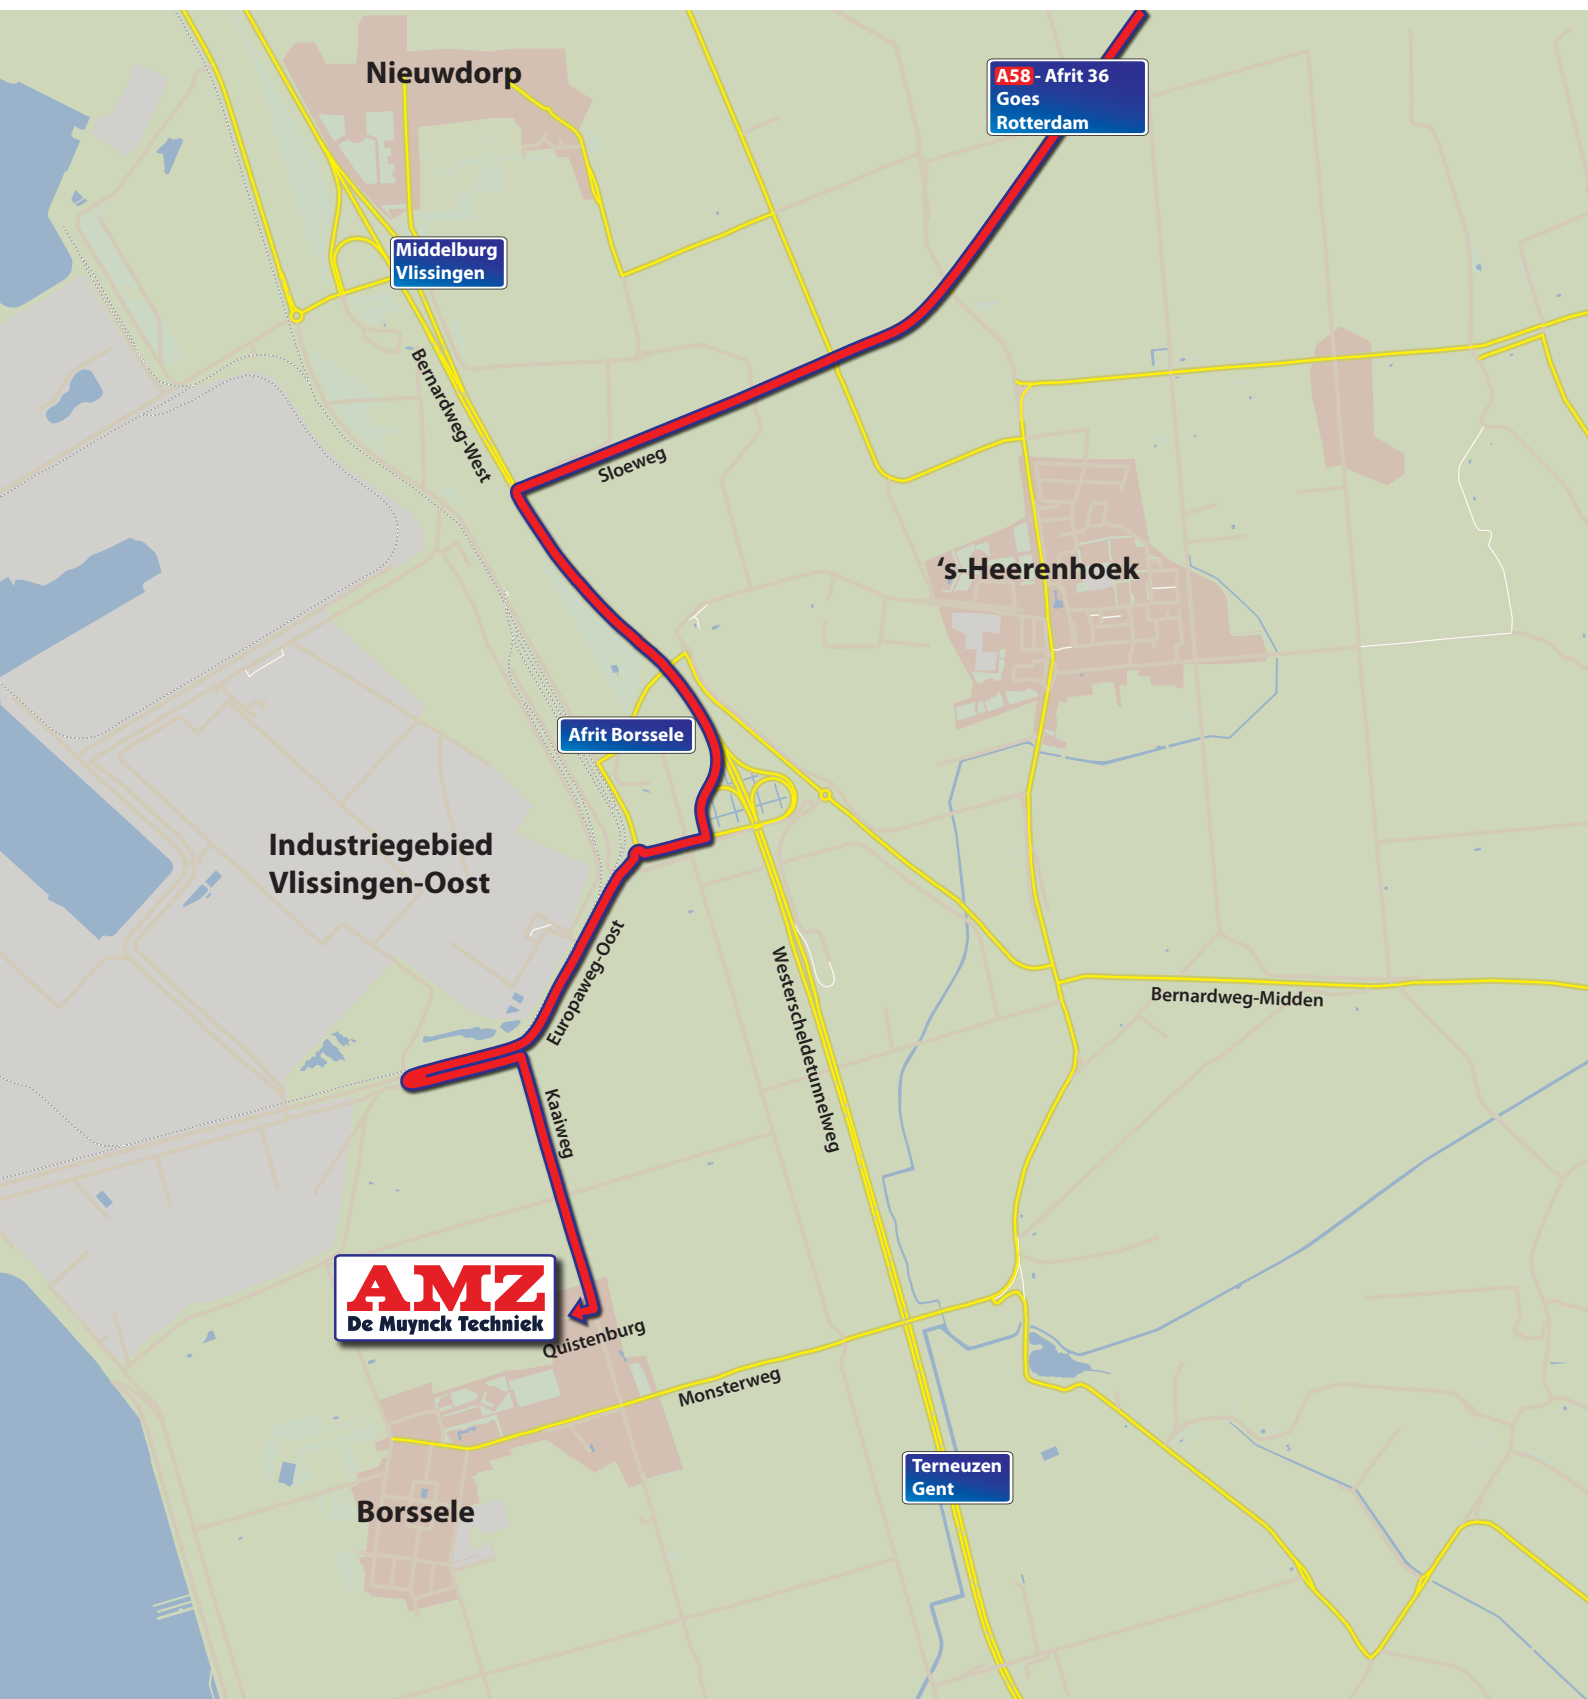 Nieuwdorp
A58 - Afrit 36
Goes
Rotterdam
Middelburg
Vlissingen
Bernardweg-West
Sloeweg
‘s-Heerenhoek
Afrit Borssele
Industriegebied
Vlissingen-Oost
Europaweg-Oost
Westerscheldetunnelweg
Bernardweg-Midden
Kaaiweg
AMZ
De Muynck Techniek
Quistenburg
Monsterweg
Terneuzen
Gent
Borssele